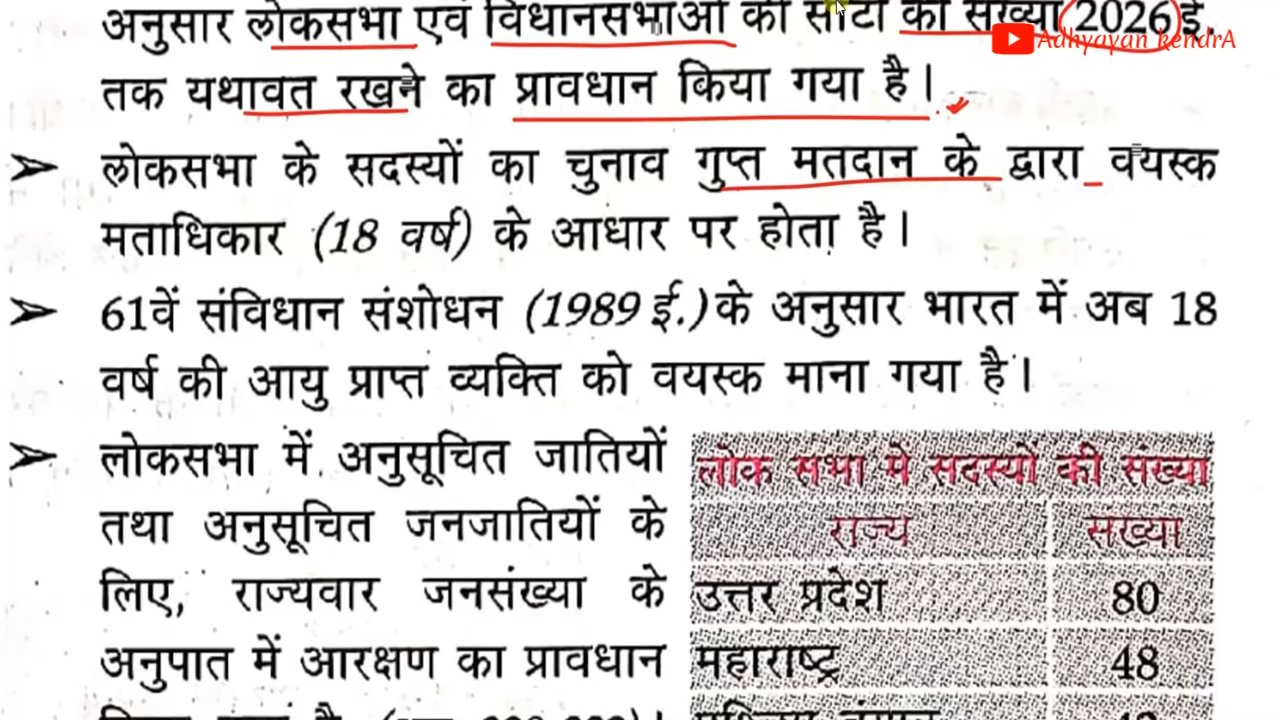 अनुसार लोकसभा एवं विधानसभाओं की सीटों की संख्या 2026 ई.
Adhyayan kendrA
तक यथावत रखने का प्रावधान किया गया है।
लोकसभा के सदस्यों का चुनाव गुप्त मतदान के द्वारा वयस्क
मताधिकार (18 वर्ष) के आधार पर होता है।
61वें संविधान संशोधन (1989 ई.) के अनुसार भारत में अब 18
वर्ष की आयु प्राप्त व्यक्ति को वयस्क माना गया है।
लोकसभा में अनुसूचित जातियों
तथा अनुसूचित जनजातियों के
लिए, राज्यवार जनसंख्या के
अनुपात में आरक्षण का प्रावधान
लोक सभा मे सदस्यों की संख्या
राज्य सख्या
उत्तर प्रदेश 80
महाराष्ट्र 48